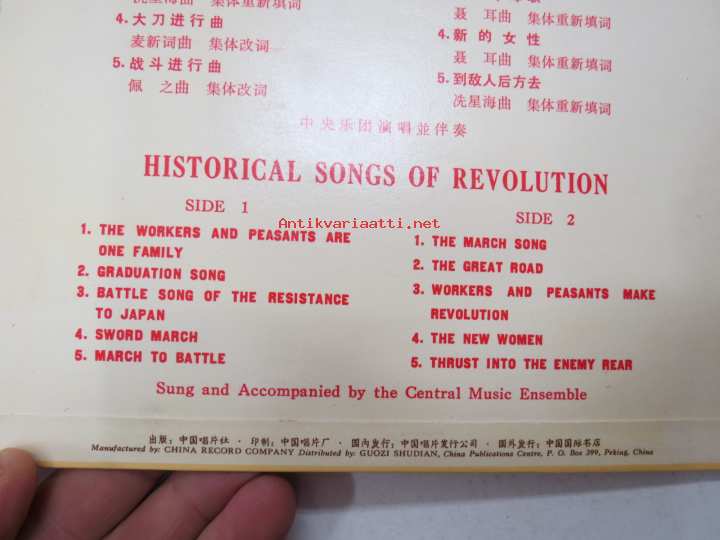 冼星海曲 集体重新填词
4.大刀进行曲
麦新词曲 集体改词
5.战斗进行曲
佩 之曲 集体改词
聂 耳曲 集体重新填词
4.新的女性
聂 耳曲 集体重新填词
5.到敌人后方去
冼星海曲 集体重新填词
中央乐团演唱並伴奏
HISTORICAL SONGS OF REVOLUTION
SIDE 1
1. THE WORKERS AND PEASANTS ARE
ONE FAMILY
2. GRADUATION SONG
3. BATTLE SONG OF THE RESISTANCE
TO JAPAN
4. SWORD MARCH
5. MARCH TO BATTLE
SIDE 2
1. THE MARCH SONG
2. THE GREAT ROAD
3. WORKERS AND PEASANTS MAKE
REVOLUTION
4. THE NEW WOMEN
5. THRUST INTO THE ENEMY REAR
Antikvariaatti.net
Sung and Accompanied by the Central Music Ensemble
出版：中国唱片社 · 印制：中国唱片厂 · 国内发行：中国唱片发行公司 · 国外发行：中国国际书店
Manufactured by: CHINA RECORD COMPANY Distributed by: GUOZI SHUDIAN, China Publications Centre, P. O. Box 399, Peking, China